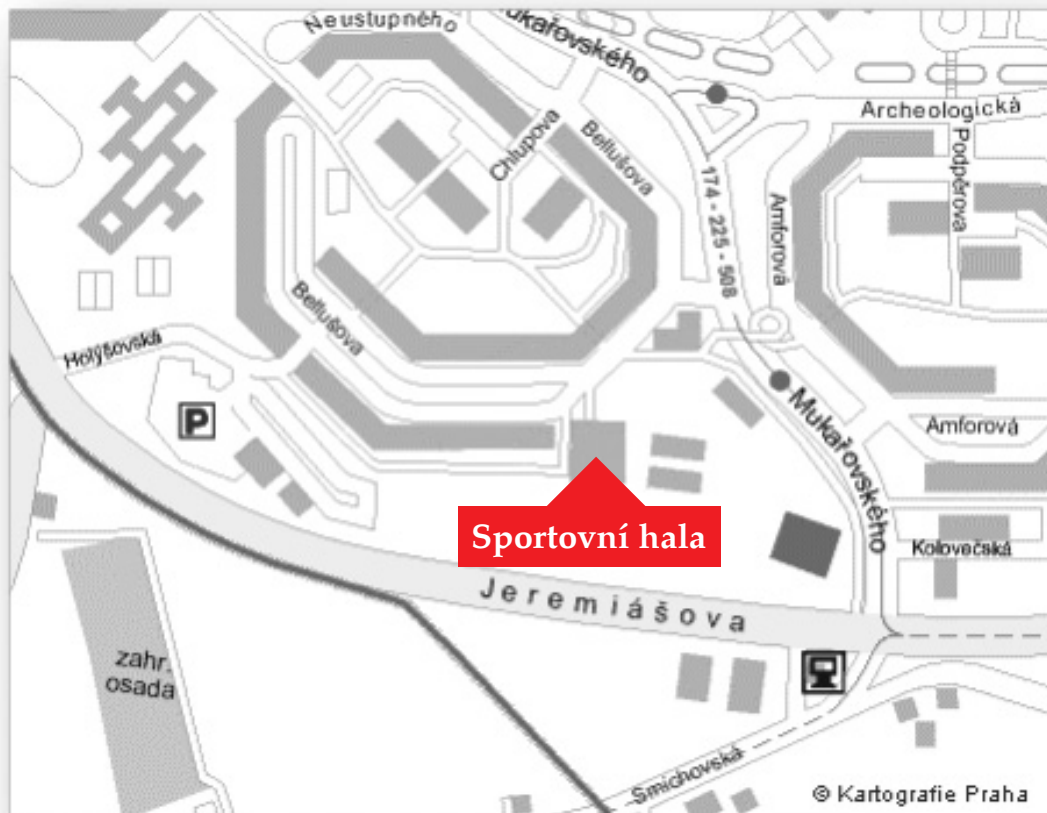 Neustupného
Mukařovského
Archeologická
Chlupova
Bellušova
Podpěrova
174 - 225 - 508
Amforová
Bellušova
Holýšovská
P
Mukařovského
Amforová
Sportovní hala
Kolovečská
Jeremiášova
zahr.
osada
Smíchovská
© Kartografie Praha